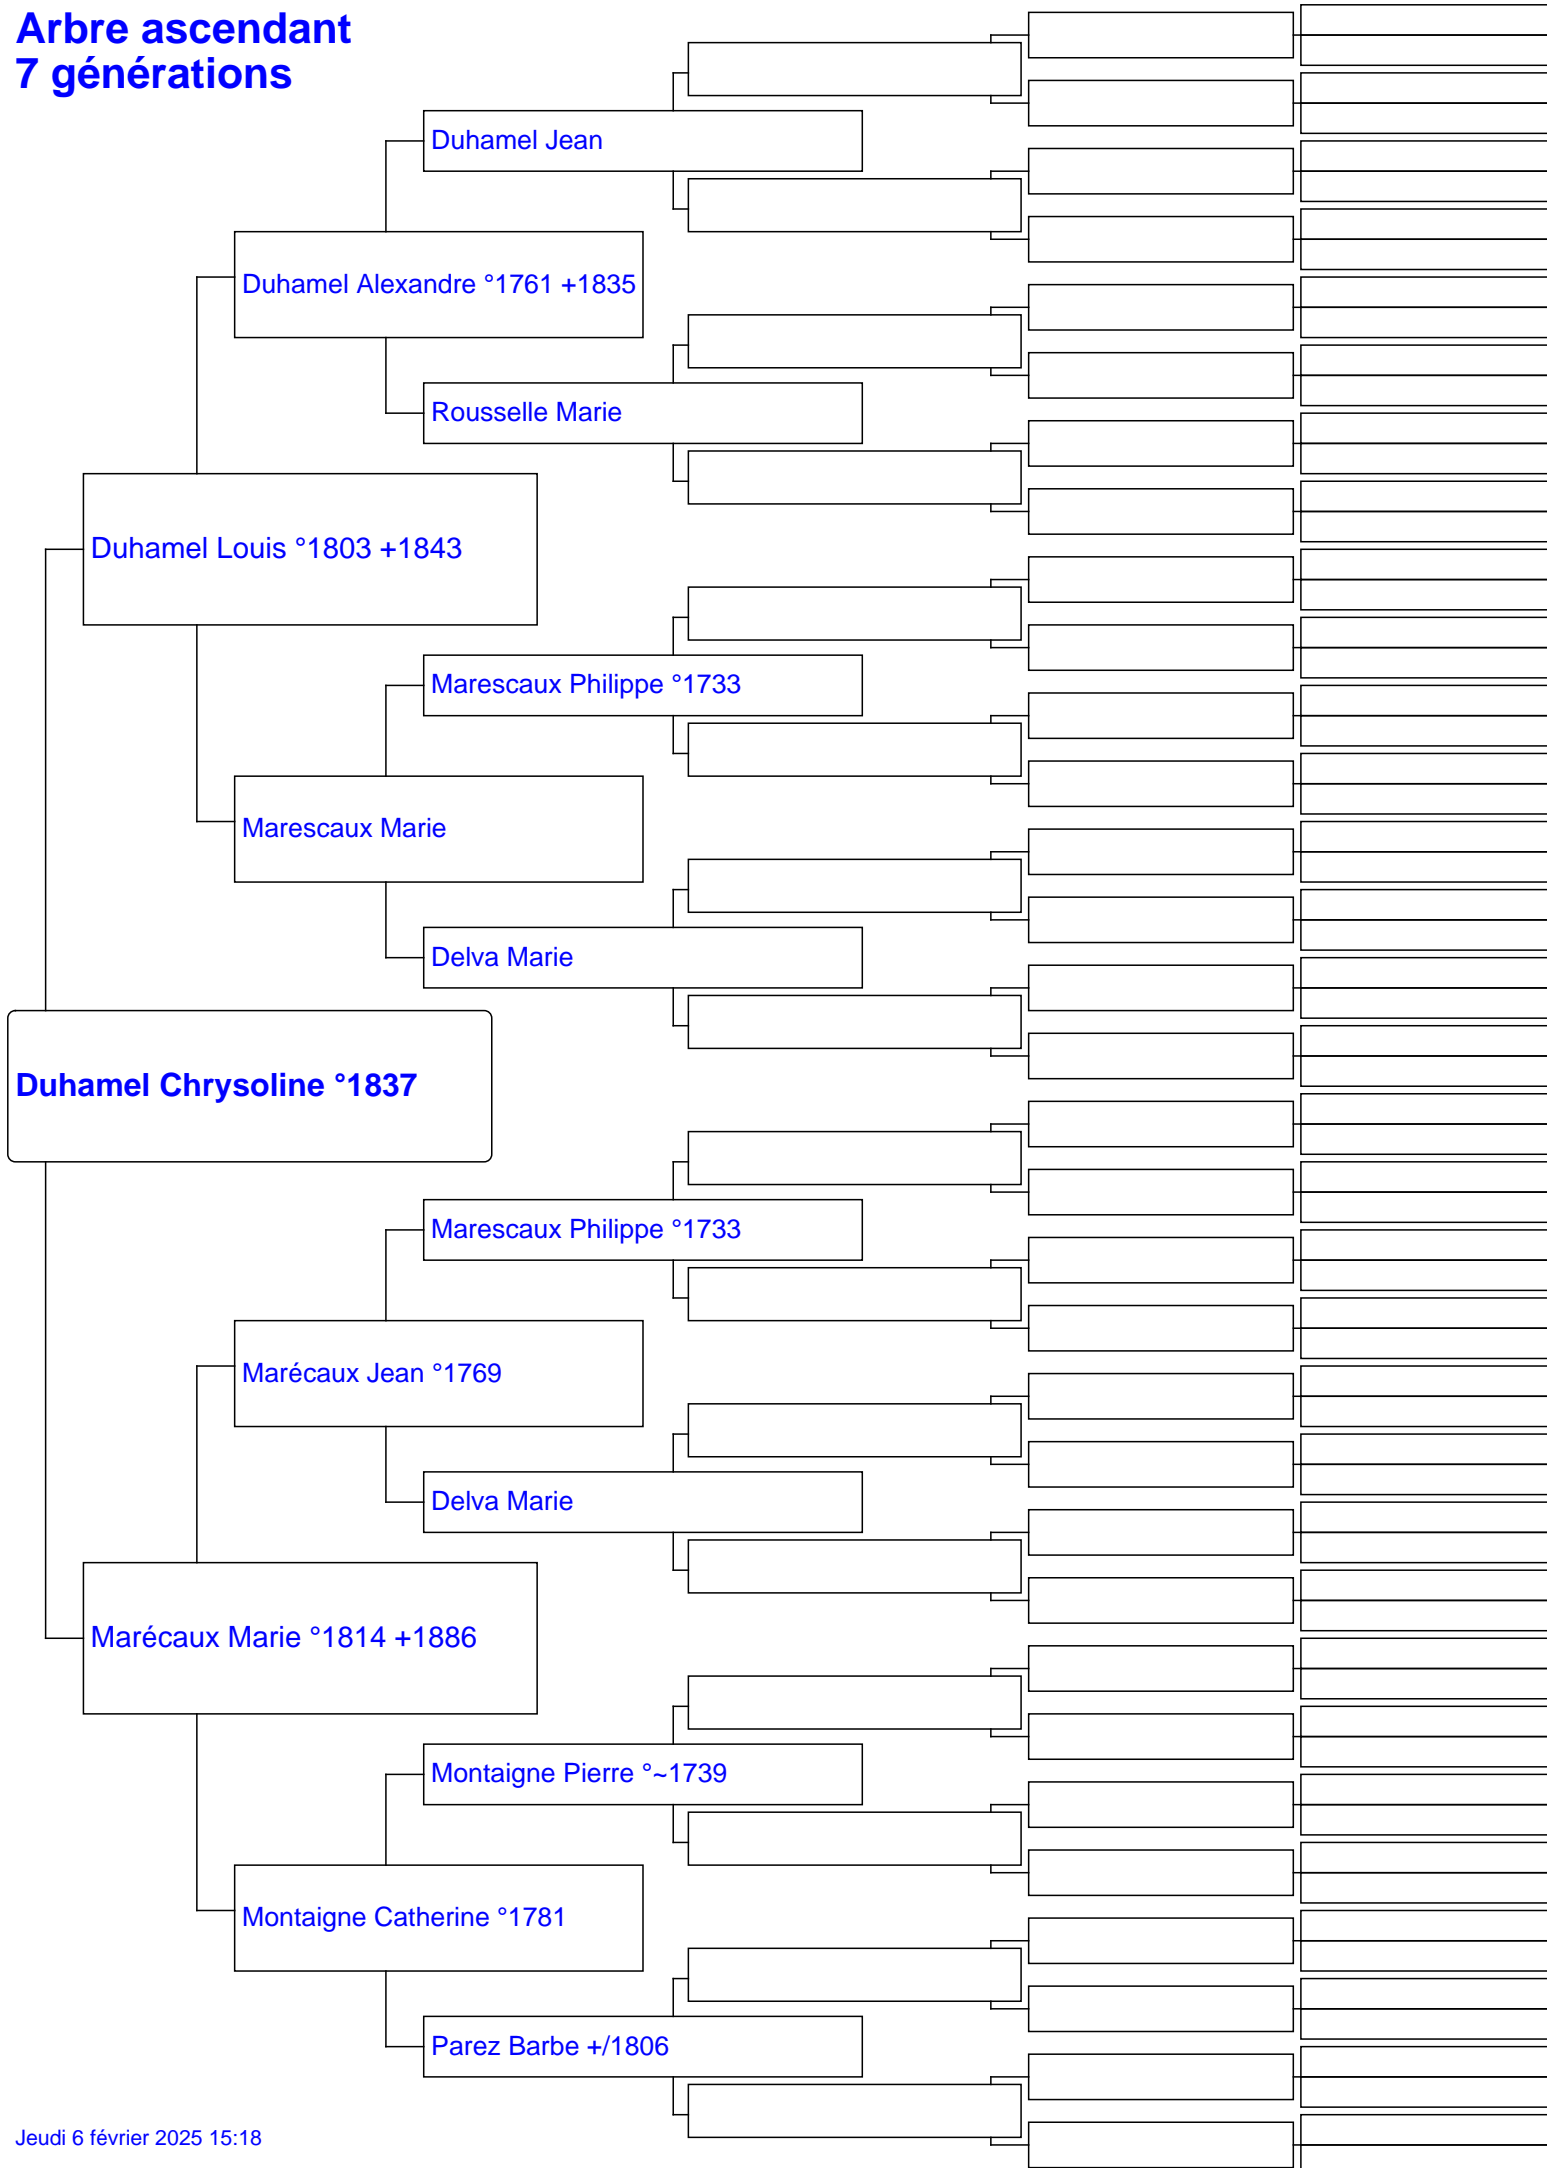 Arbre ascendant
7 générations
Duhamel Jean
Duhamel Alexandre °1761 +1835
Rousselle Marie
Duhamel Louis °1803 +1843
Marescaux Philippe °1733
Marescaux Marie
Delva Marie
Duhamel Chrysoline °1837
Marescaux Philippe °1733
Marécaux Jean °1769
Delva Marie
Marécaux Marie °1814 +1886
Montaigne Pierre °~1739
Montaigne Catherine °1781
Parez Barbe +/1806
Jeudi 6 février 2025 15:18